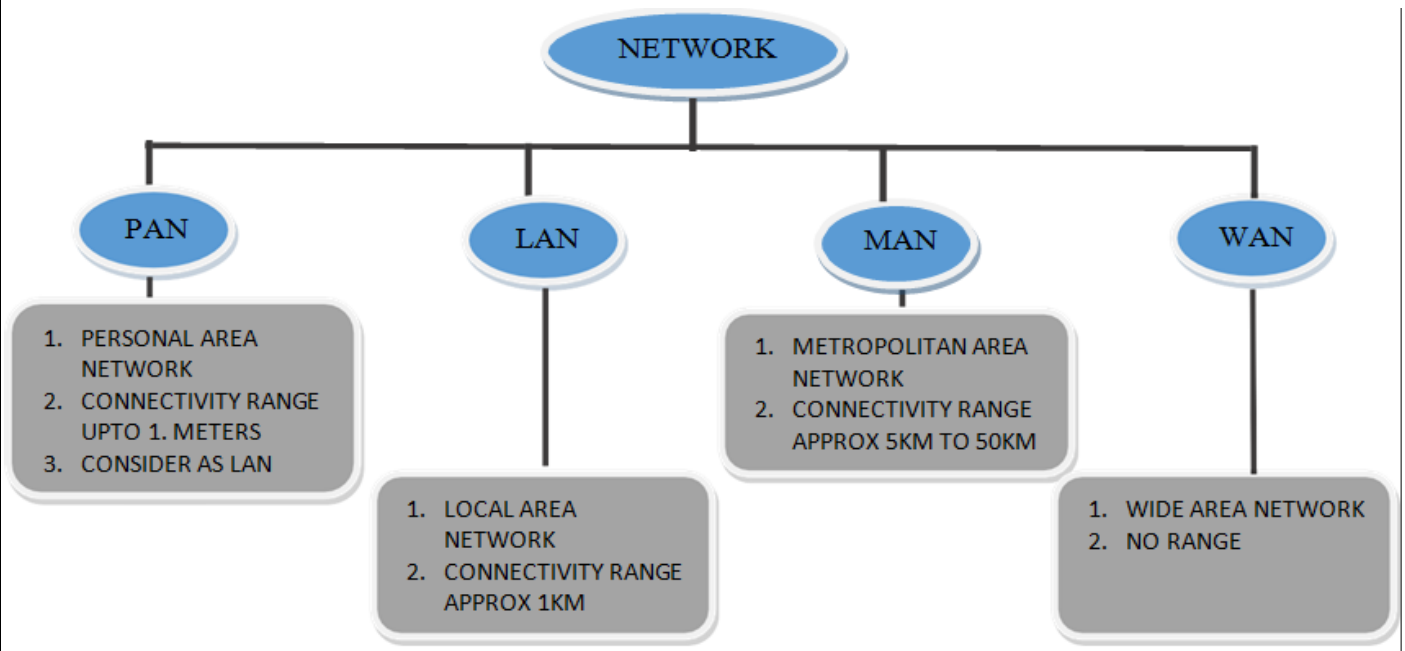 NETWORK
PAN
LAN
MAN
WAN
1. PERSONAL AREA
NETWORK
2. CONNECTIVITY RANGE
UPTO 1. METERS
3. CONSIDER AS LAN
1. LOCAL AREA
NETWORK
2. CONNECTIVITY RANGE
APPROX 1KM
1. METROPOLITAN AREA
NETWORK
2. CONNECTIVITY RANGE
APPROX 5KM TO 50KM
1. WIDE AREA NETWORK
2. NO RANGE